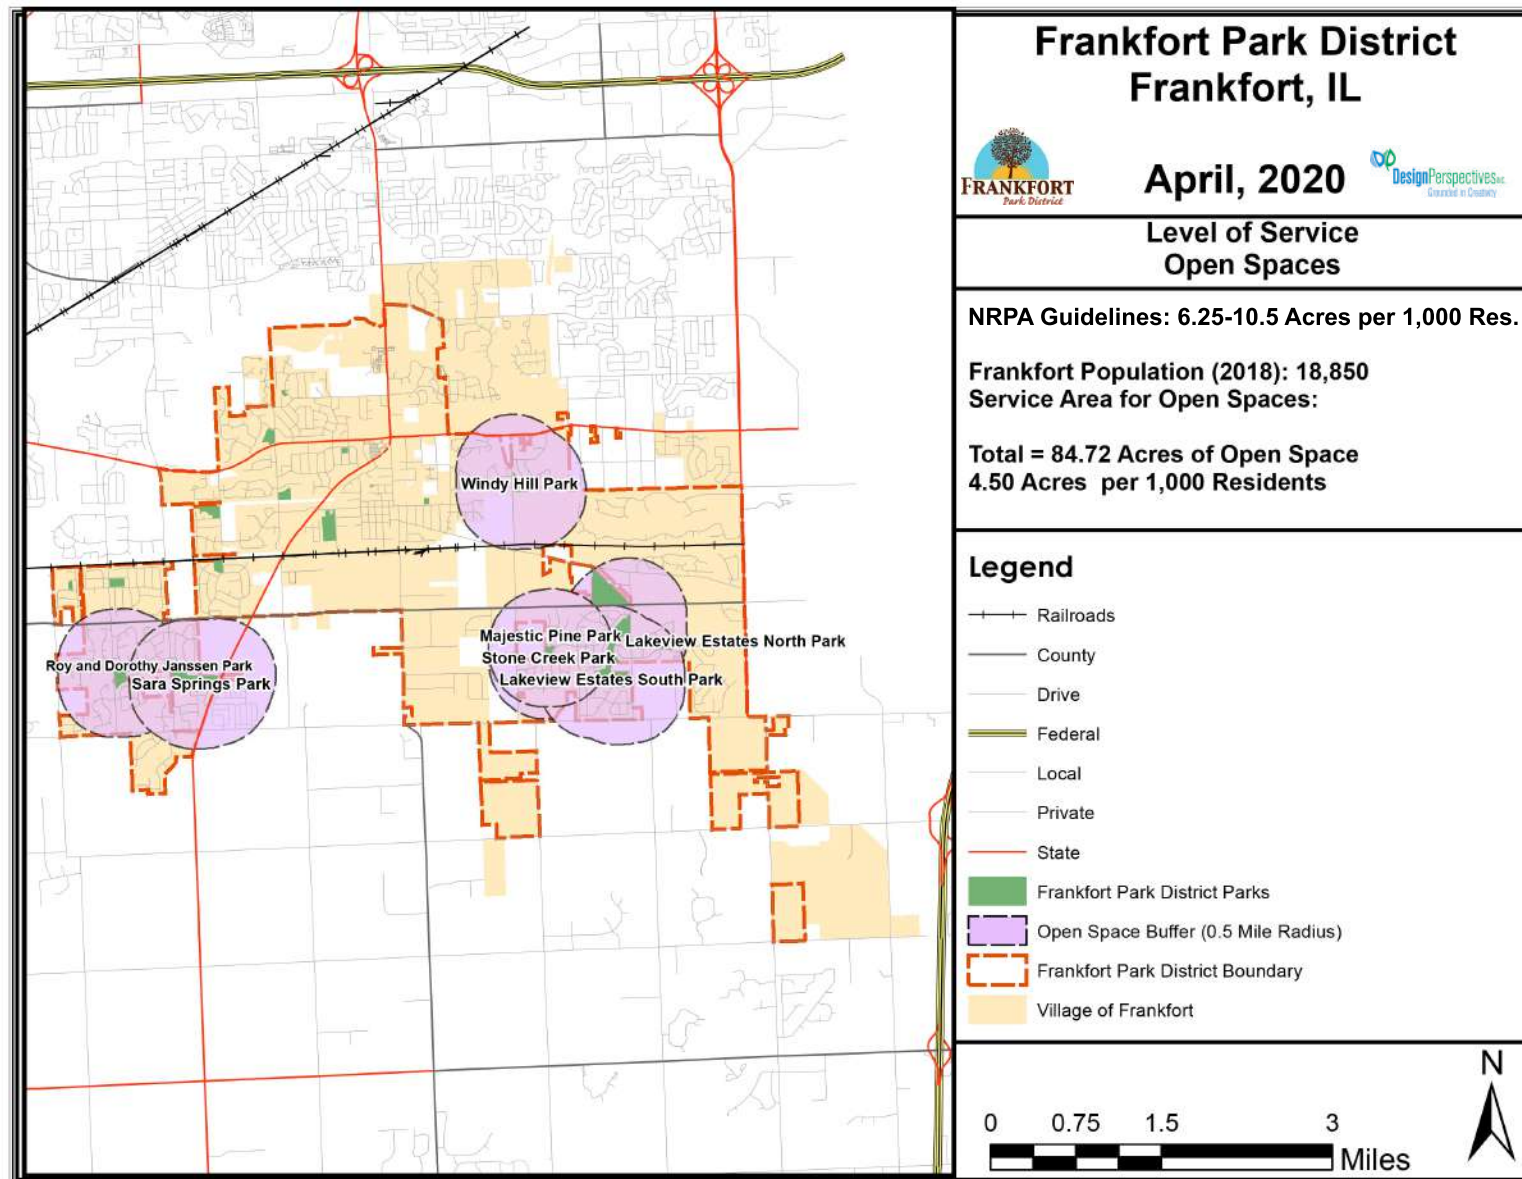 Frankfort Park District
Frankfort, IL
FRANKFORT
Park District
April, 2020
DesignPerspectives INC.
Grounded in Creativity
Level of Service
Open Spaces
NRPA Guidelines: 6.25-10.5 Acres per 1,000 Res.
Frankfort Population (2018): 18,850
Service Area for Open Spaces:
Total = 84.72 Acres of Open Space
4.50 Acres per 1,000 Residents
Windy Hill Park
Majestic Pine Park
Lakeview Estates North Park
Stone Creek Park
Lakeview Estates South Park
Roy and Dorothy Janssen Park
Sara Springs Park
Legend
Railroads
County
Drive
Federal
Local
Private
State
Frankfort Park District Parks
Open Space Buffer (0.5 Mile Radius)
Frankfort Park District Boundary
Village of Frankfort
N
0 0.75 1.5 3
Miles